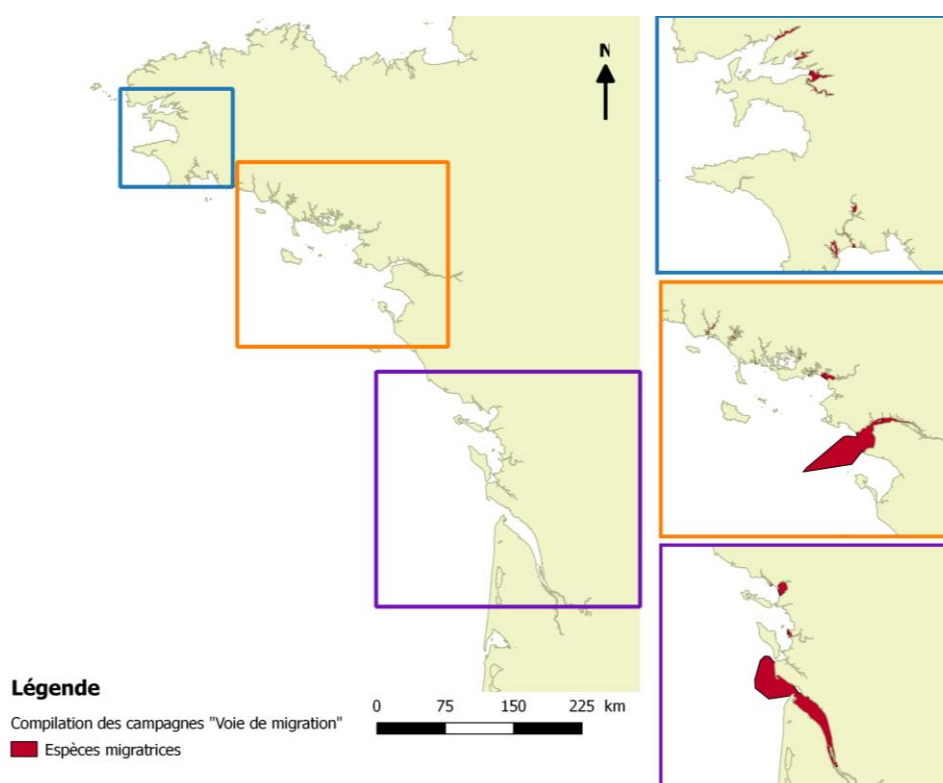 N
Légende
Compilation des campagnes "Voie de migration"
Espèces migratrices
0 75 150 225 km